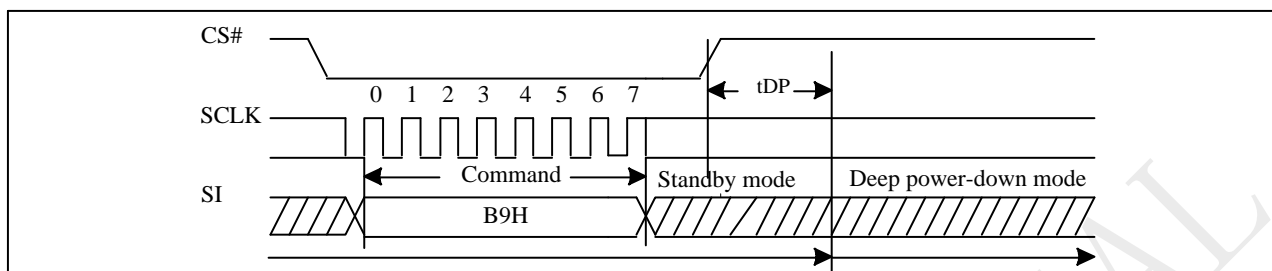 CS#
tDP
0 1 2 3 4 5 6 7
SCLK
Command
Standby mode
Deep power-down mode
SI
B9H